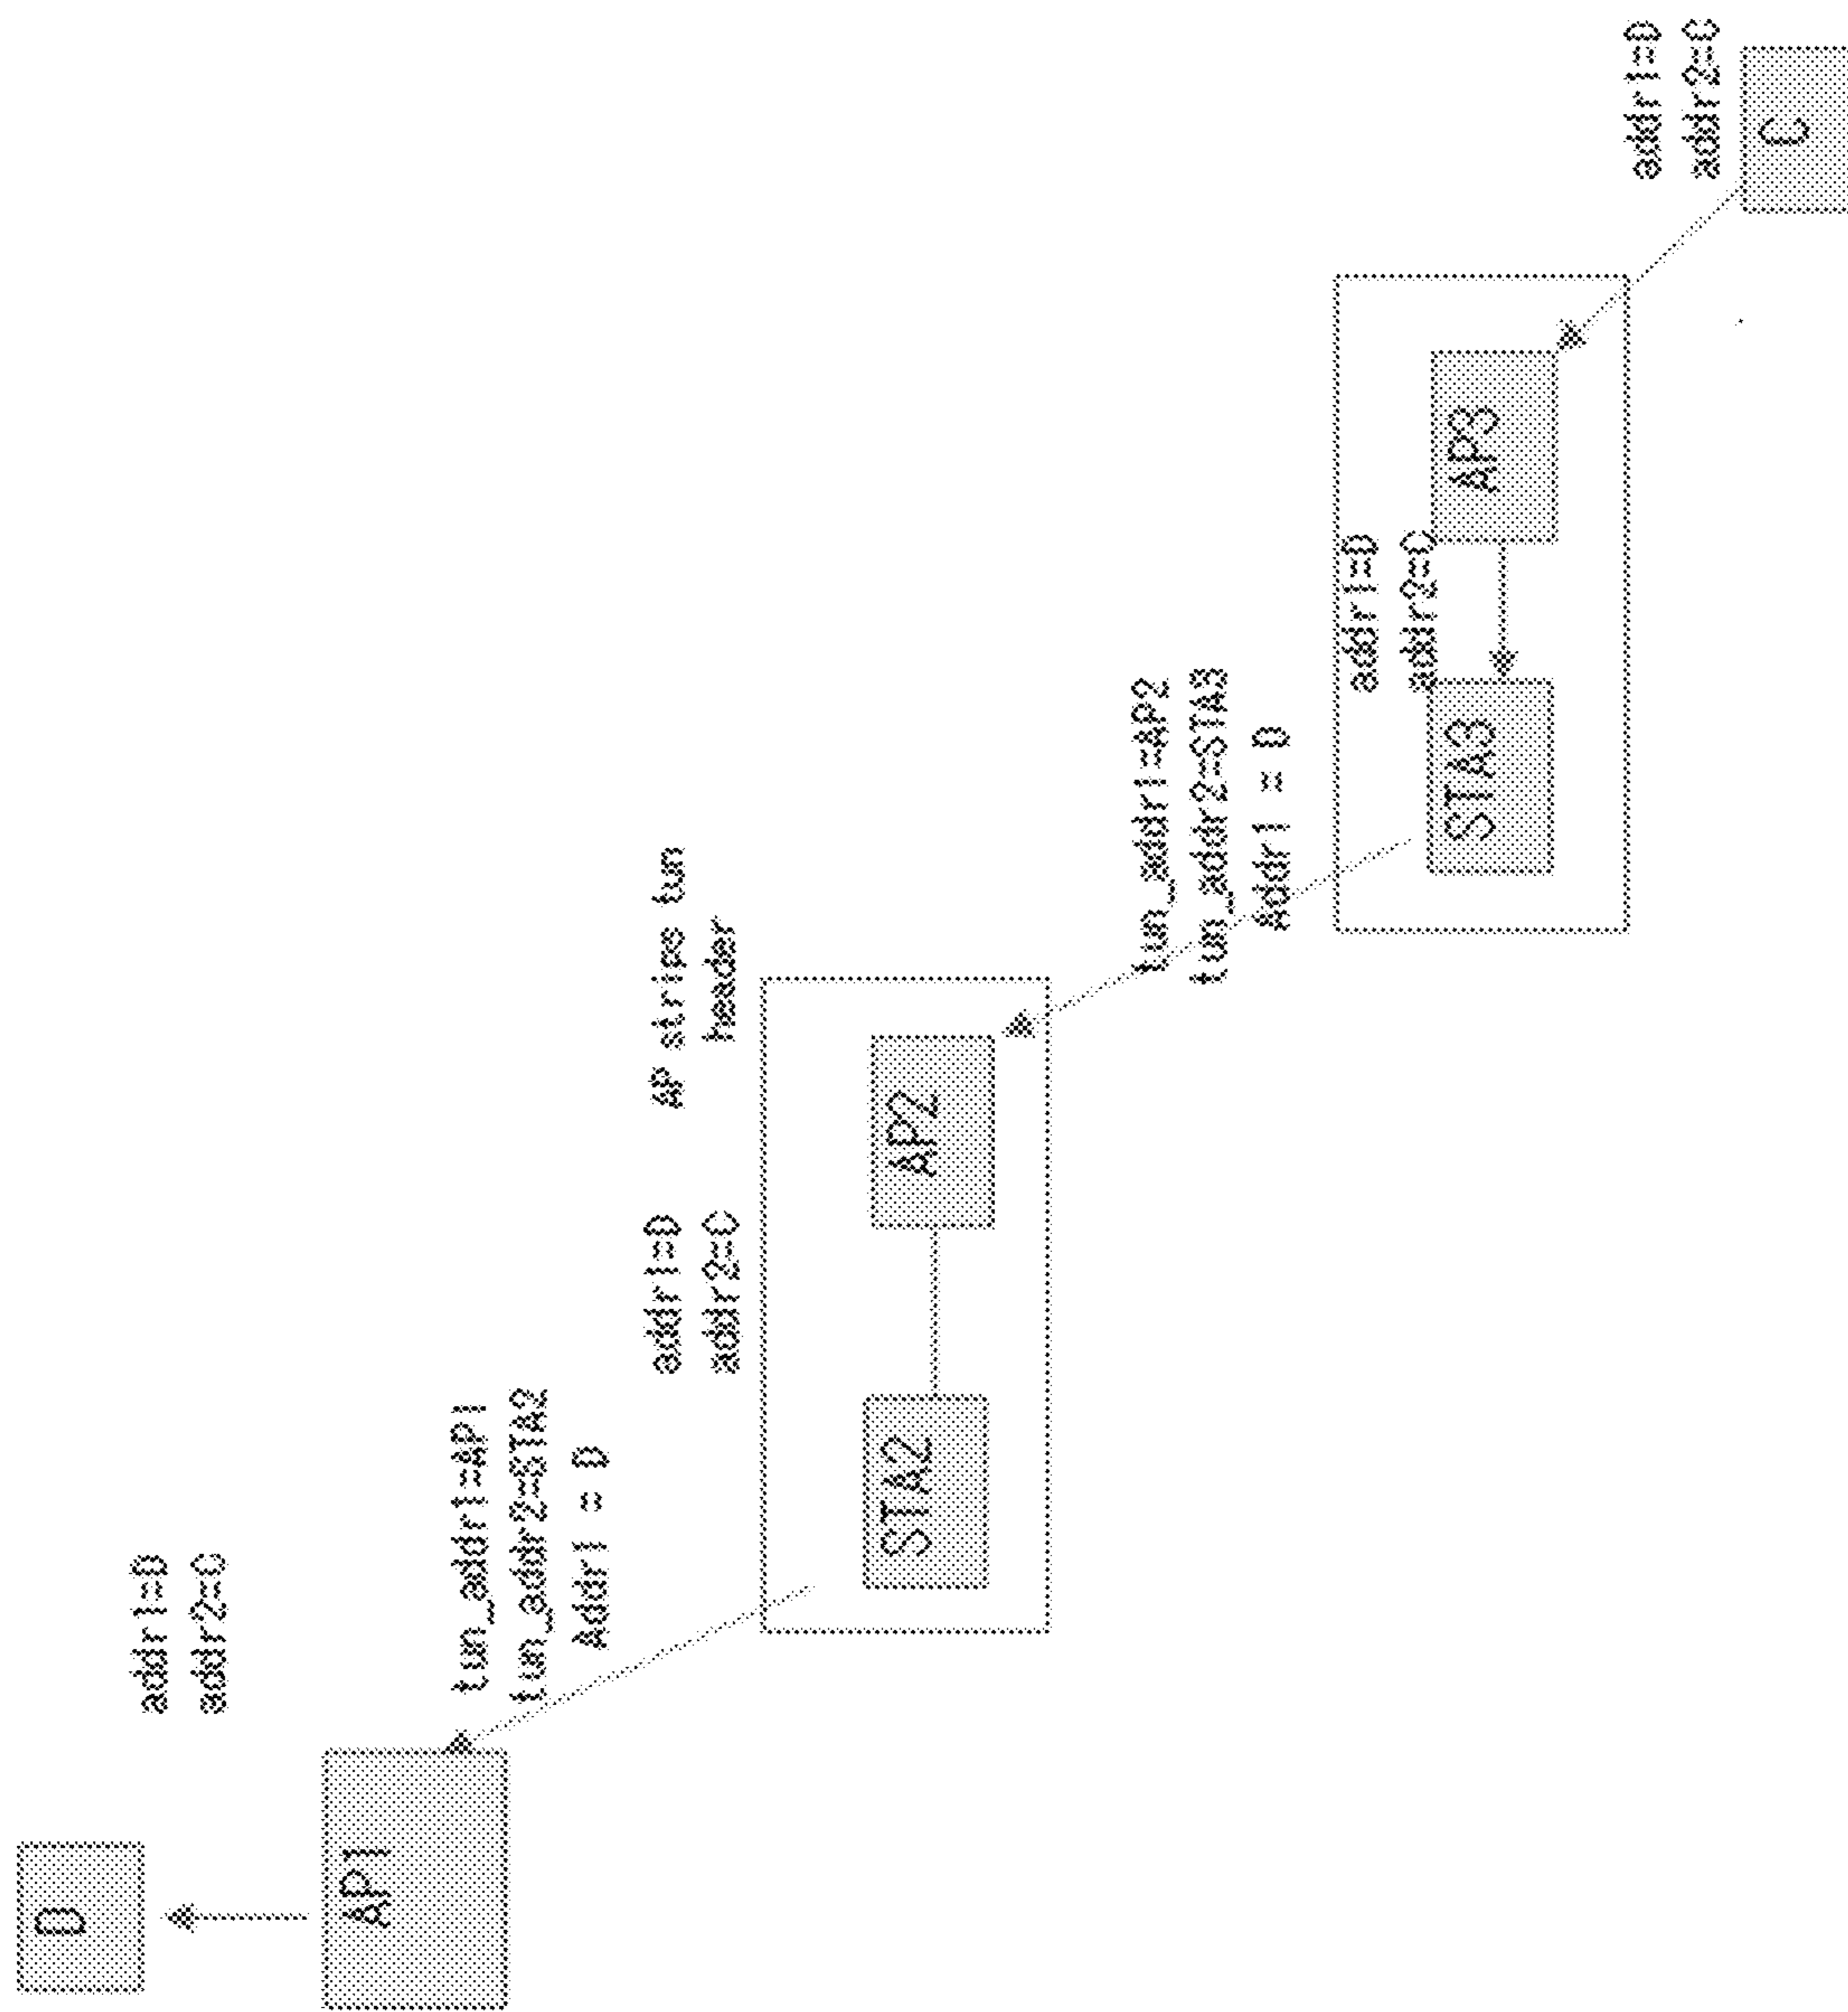 D
addr1=D
addr2=C
AP1
tun_addr1=AP1
tun_addr2=STA2
Addr1 = D
addr1=D
addr2=C
AP strips tun
header
STA2
AP2
tun_addr1=AP2
tun_addr2=STA3
Addr1 = D
addr1=D
addr2=C
STA3
AP3
addr1=D
addr2=C
C